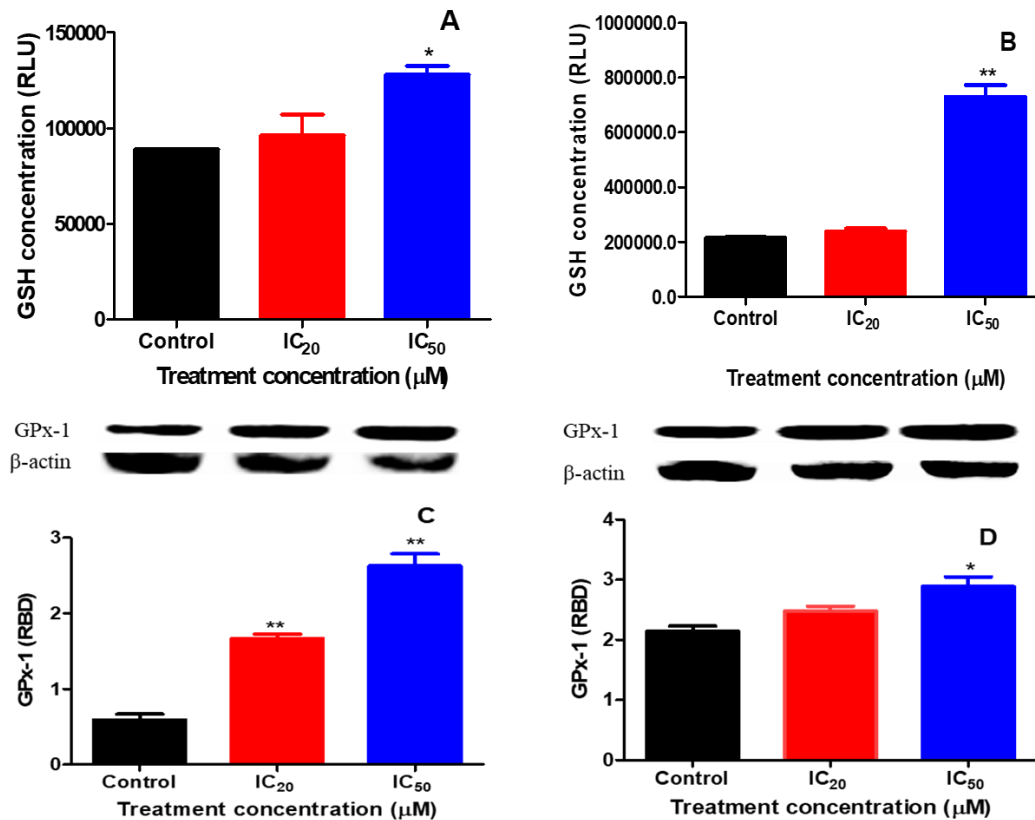 A
GSH concentration (RLU)
150000
100000
50000
0
*
Control IC₂₀ IC₅₀
Treatment concentration (μM)
B
GSH concentration (RLU)
1000000.0
800000.0
600000.0
400000.0
200000.0
0.0
**
Control IC₂₀ IC₅₀
Treatment concentration (μM)
GPx-1
β-actin
GPx-1
β-actin
C
GPx-1 (RBD)
3
2
1
0
**
**
Control IC₂₀ IC₅₀
Treatment concentration (μM)
D
GPx-1 (RBD)
4
3
2
1
0
*
Control IC₂₀ IC₅₀
Treatment concentration (μM)